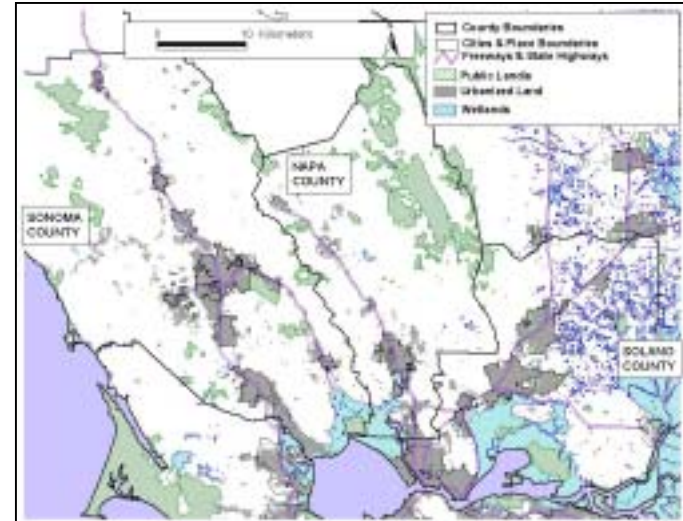 0 10 Kilometers
County Boundaries
Cities & Place Boundaries
Freeways & State Highways
Public Lands
Urbanized Land
Wetlands
NAPA
COUNTY
SONOMA
COUNTY
SOLANO
COUNTY